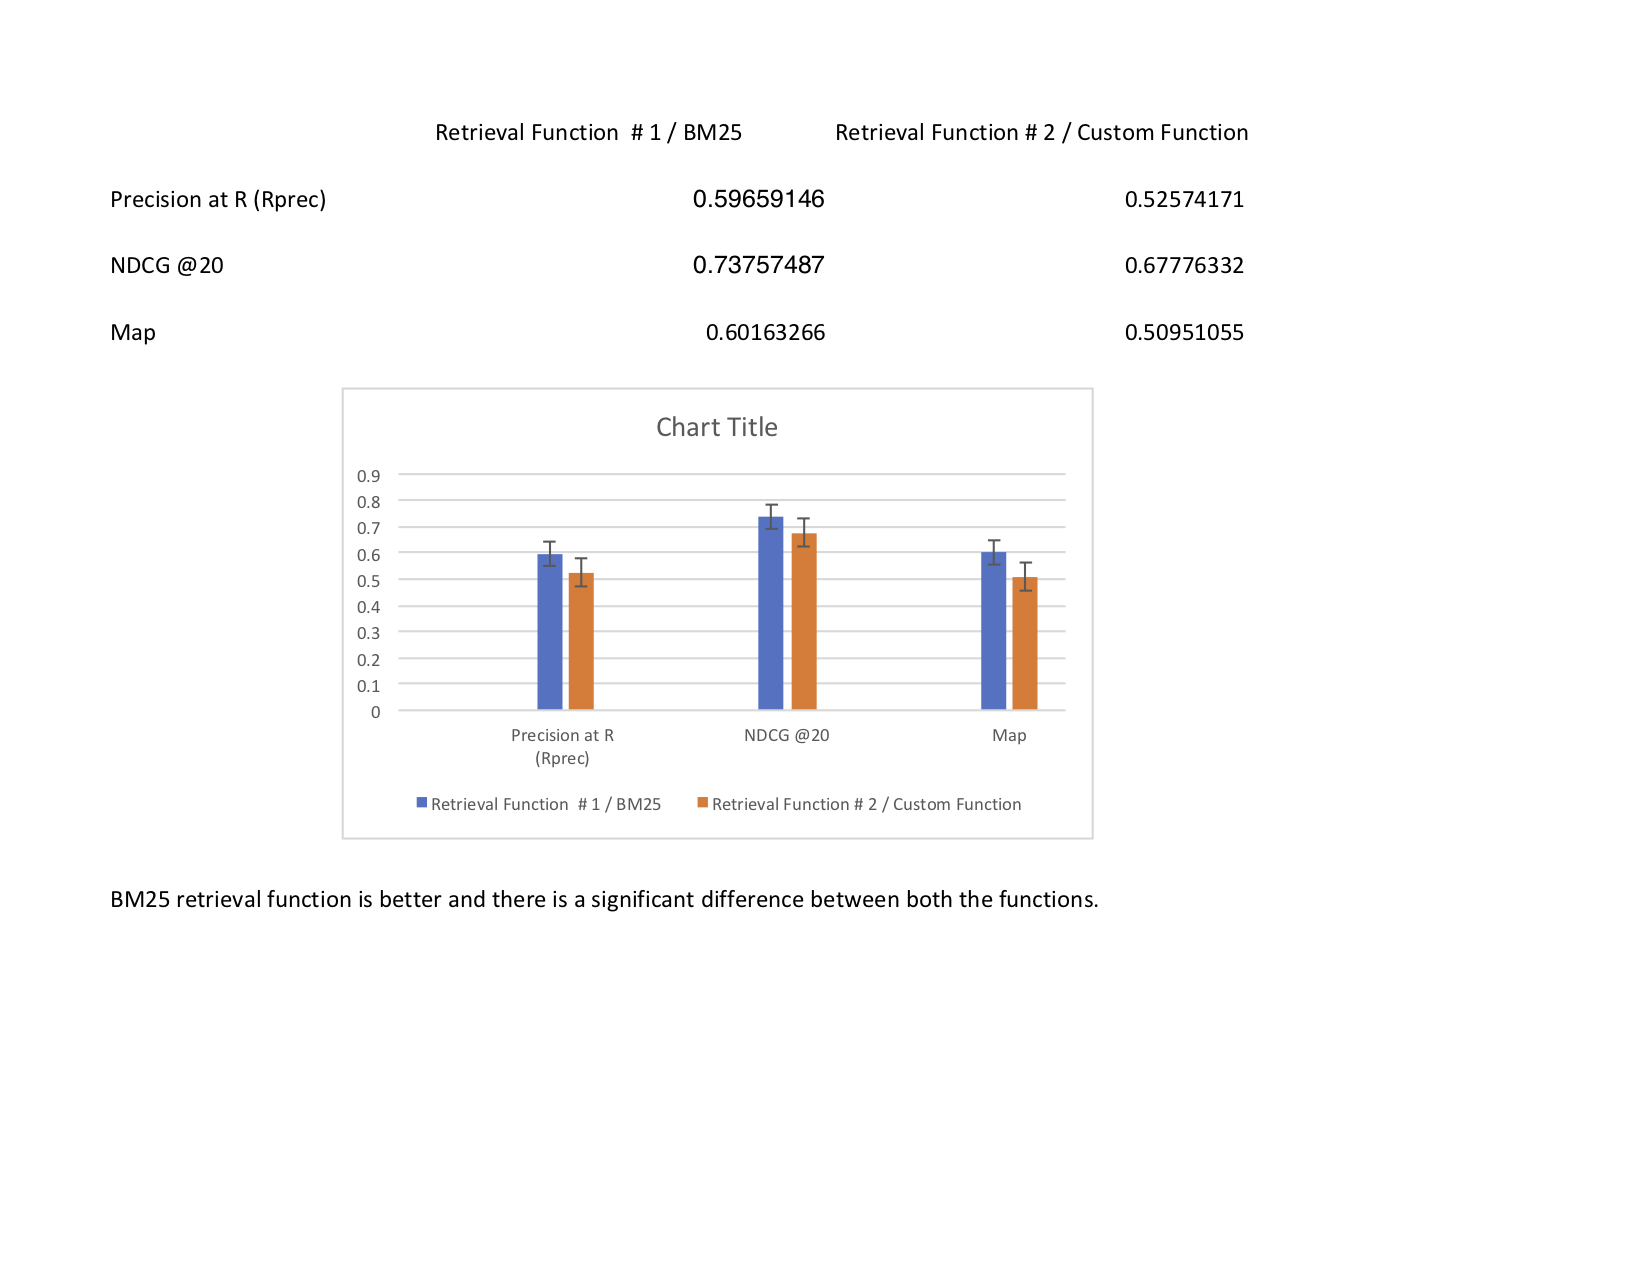 Retrieval Function  # 1 / BM25 Retrieval Function # 2 / Custom Function
Precision at R (Rprec) 0.59659146 0.52574171
NDCG @20 0.73757487 0.67776332
Map 0.60163266 0.50951055
Chart Title
0.9
0.8
0.7
0.6
0.5
0.4
0.3
0.2
0.1
0
Precision at R NDCG @20 Map
(Rprec)
Retrieval Function  # 1 / BM25 Retrieval Function # 2 / Custom Function
BM25 retrieval function is better and there is a significant difference between both the functions.